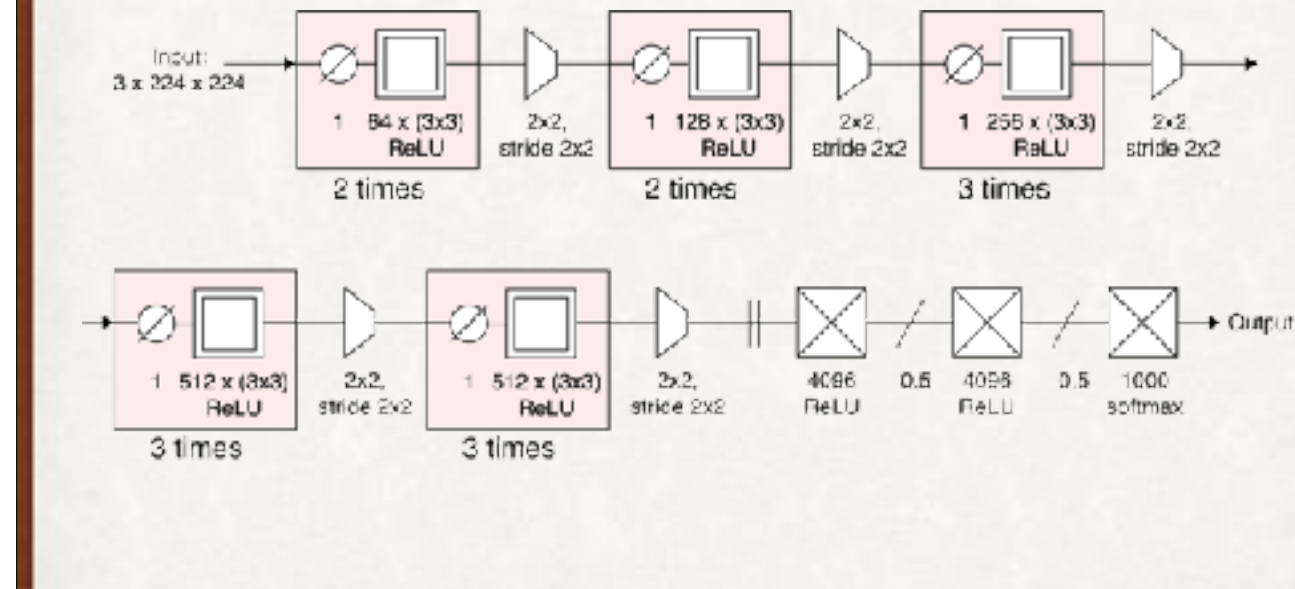 Input:
3 x 224 x 224
1 64 x (3x3)
ReLU
2 times
2x2,
stride 2x2
1 128 x (3x3)
ReLU
2 times
2x2,
stride 2x2
1 256 x (3x3)
ReLU
3 times
2x2,
stride 2x2
1 512 x (3x3)
ReLU
3 times
2x2,
stride 2x2
1 512 x (3x3)
ReLU
3 times
2x2,
stride 2x2
4096
ReLU
0.5
4096
ReLU
0.5
1000
softmax
Output